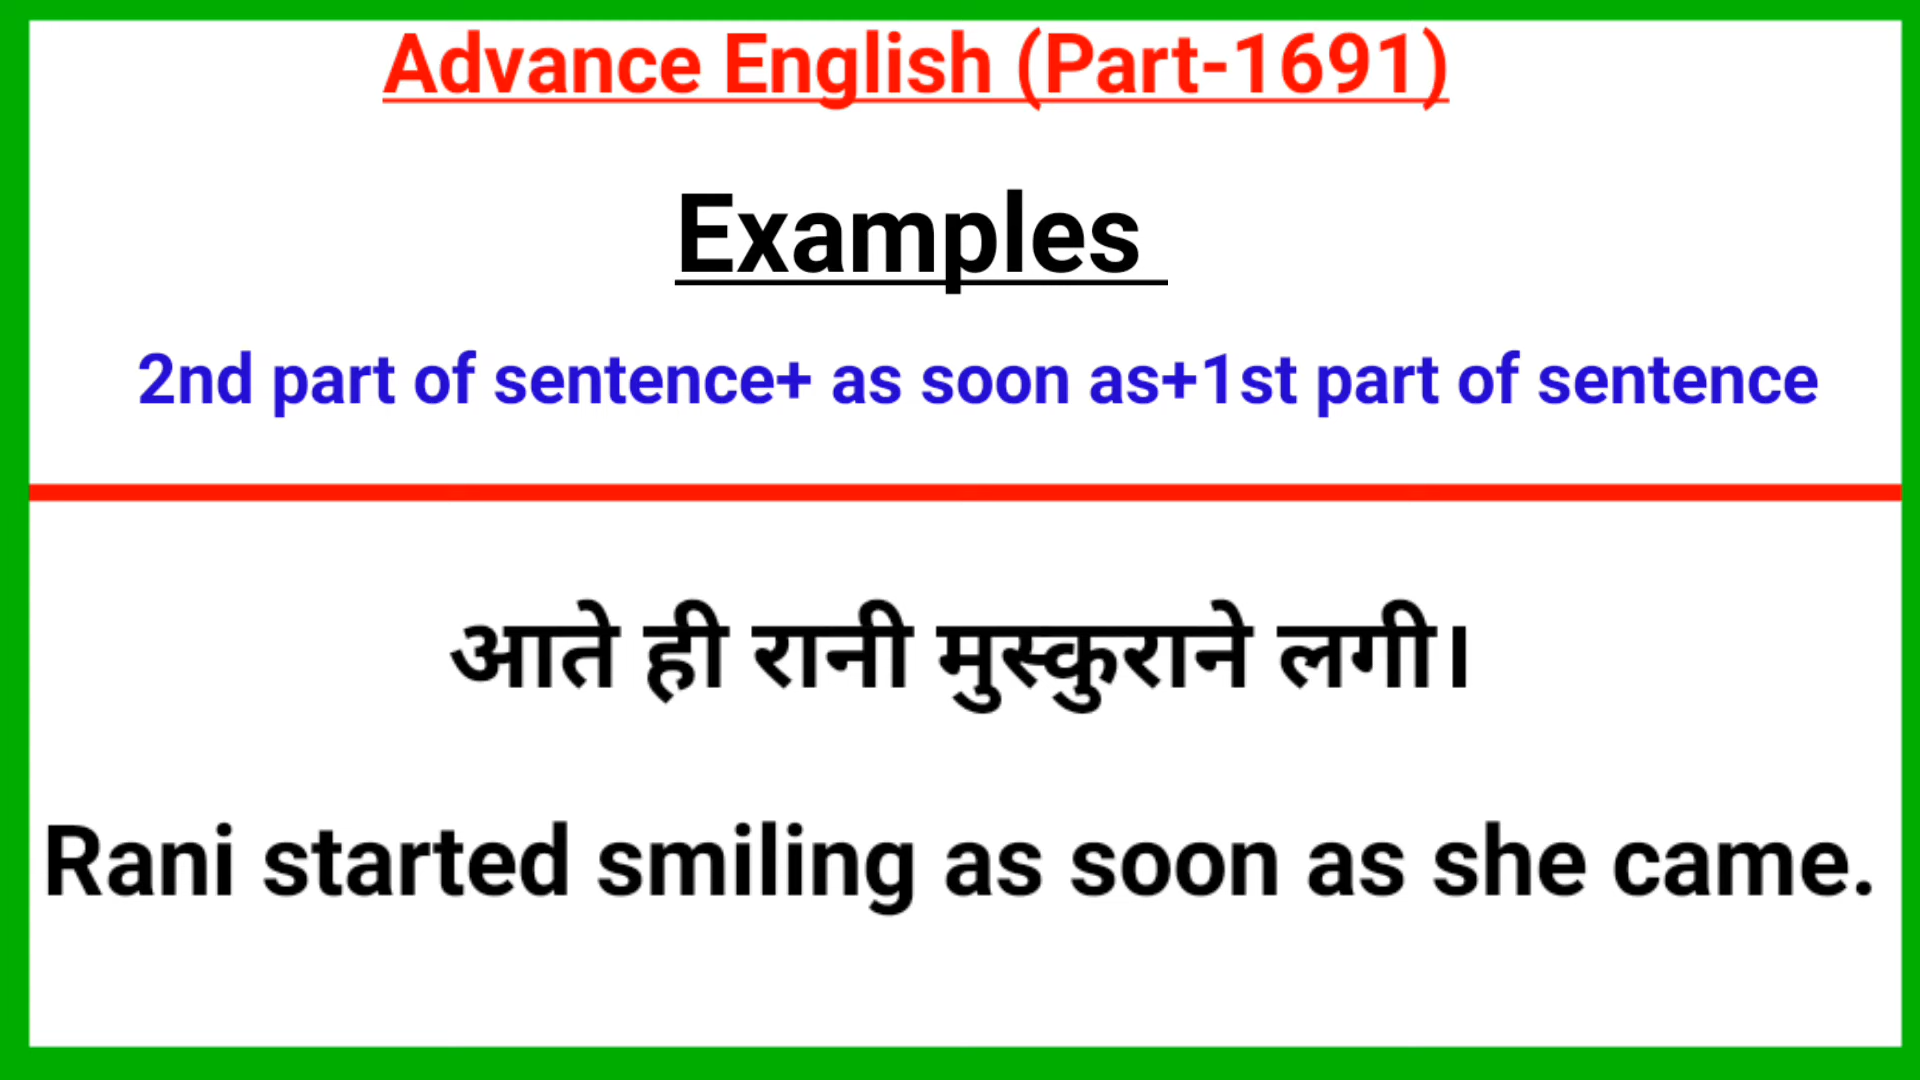 Advance English (Part-1691)
Examples
2nd part of sentence+ as soon as+1st part of sentence
आते ही रानी मुस्कुराने लगी।
Rani started smiling as soon as she came.